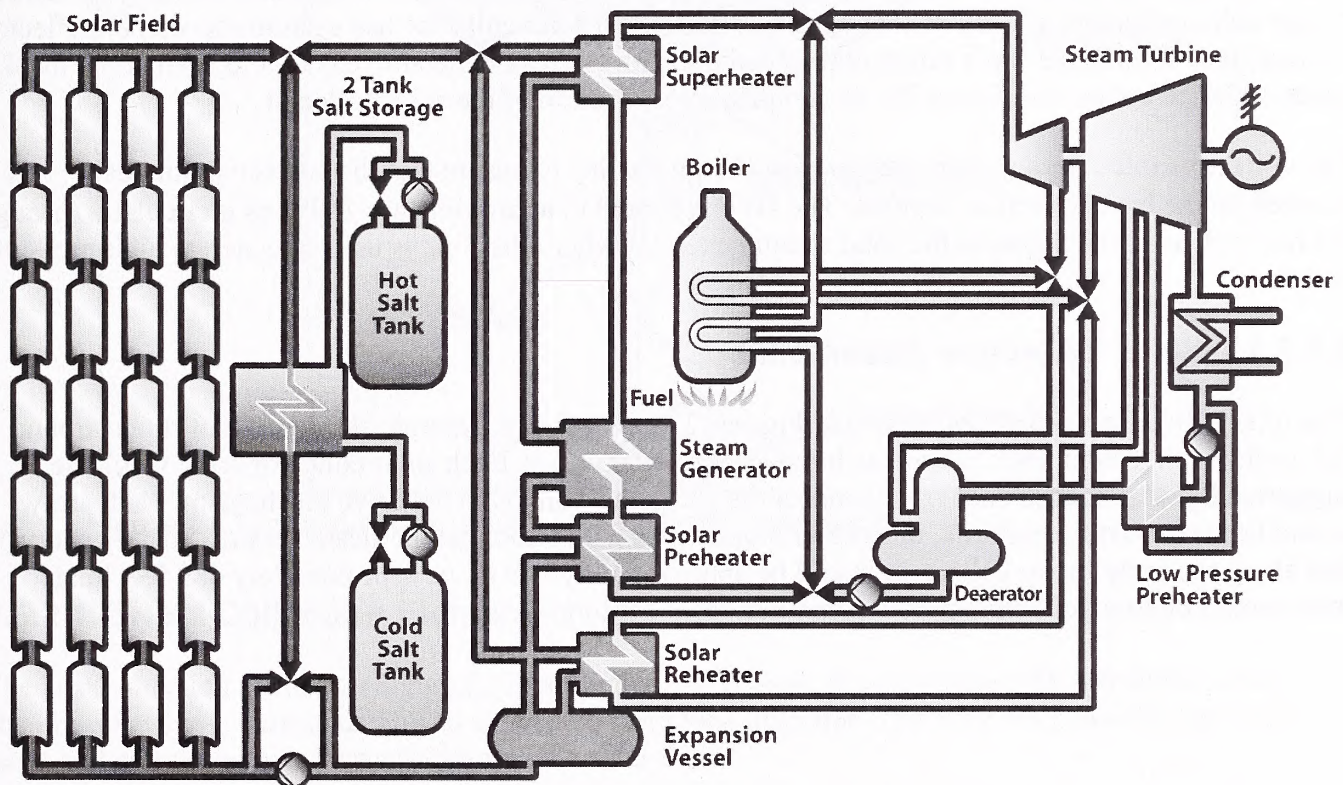 Solar Field
2 Tank
Salt Storage
Hot
Salt
Tank
Cold
Salt
Tank
Solar
Superheater
Boiler
Fuel
Steam
Generator
Solar
Preheater
Solar
Reheater
Expansion
Vessel
Steam Turbine
Condenser
Deaerator
Low Pressure
Preheater